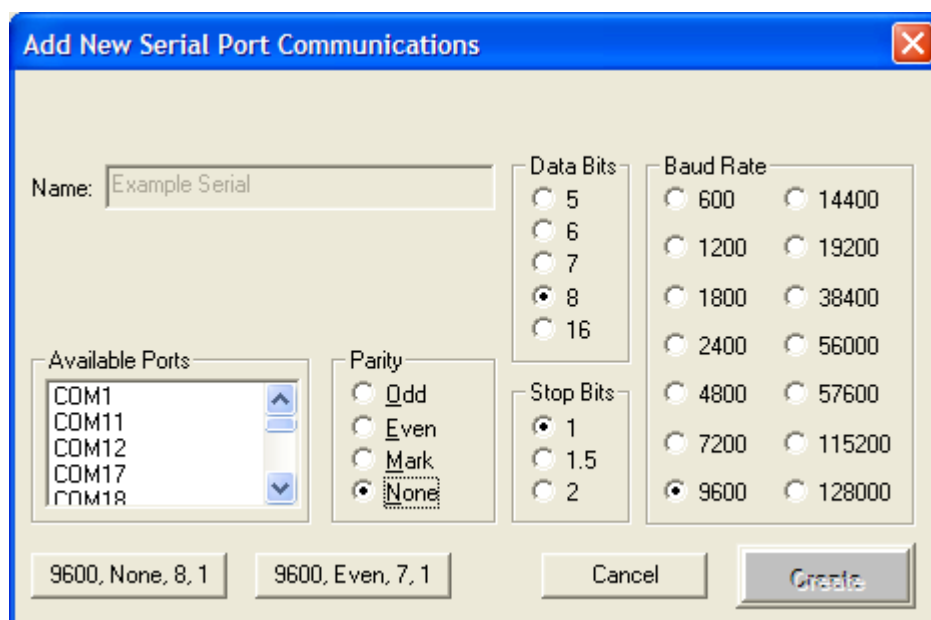 Add New Serial Port Communications
Name: Example Serial
Data Bits
5
6
7
8
16
Baud Rate
600
1200
1800
2400
4800
7200
9600
14400
19200
38400
56000
57600
115200
128000
Available Ports
COM1
COM11
COM12
COM17
COM18
Parity
Odd
Even
Mark
None
Stop Bits
1
1.5
2
9600, None, 8, 1
9600, Even, 7, 1
Cancel
Create